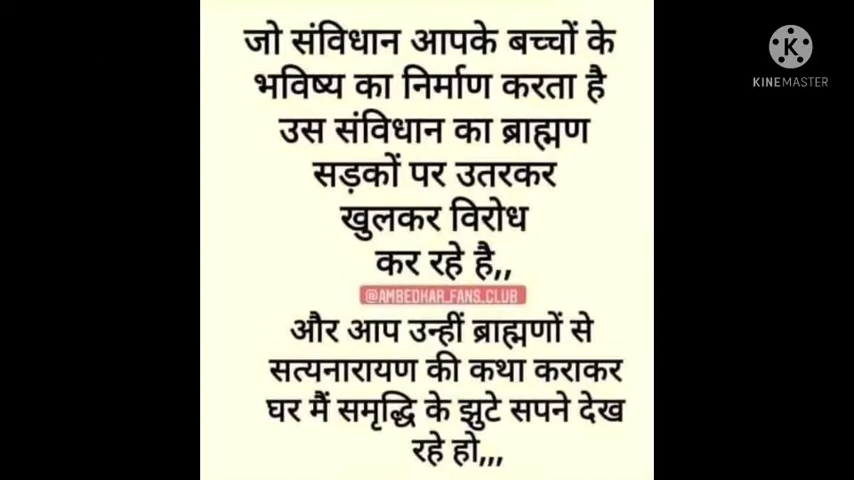 जो संविधान आपके बच्चों के
भविष्य का निर्माण करता है
उस संविधान का ब्राह्मण
सड़कों पर उतरकर
खुलकर विरोध
कर रहे है,,
@AMBEDKAR_FANS_CLUB
और आप उन्हीं ब्राह्मणों से
सत्यनारायण की कथा कराकर
घर मैं समृद्धि के झुटे सपने देख
रहे हो,,,
K
KINEMASTER